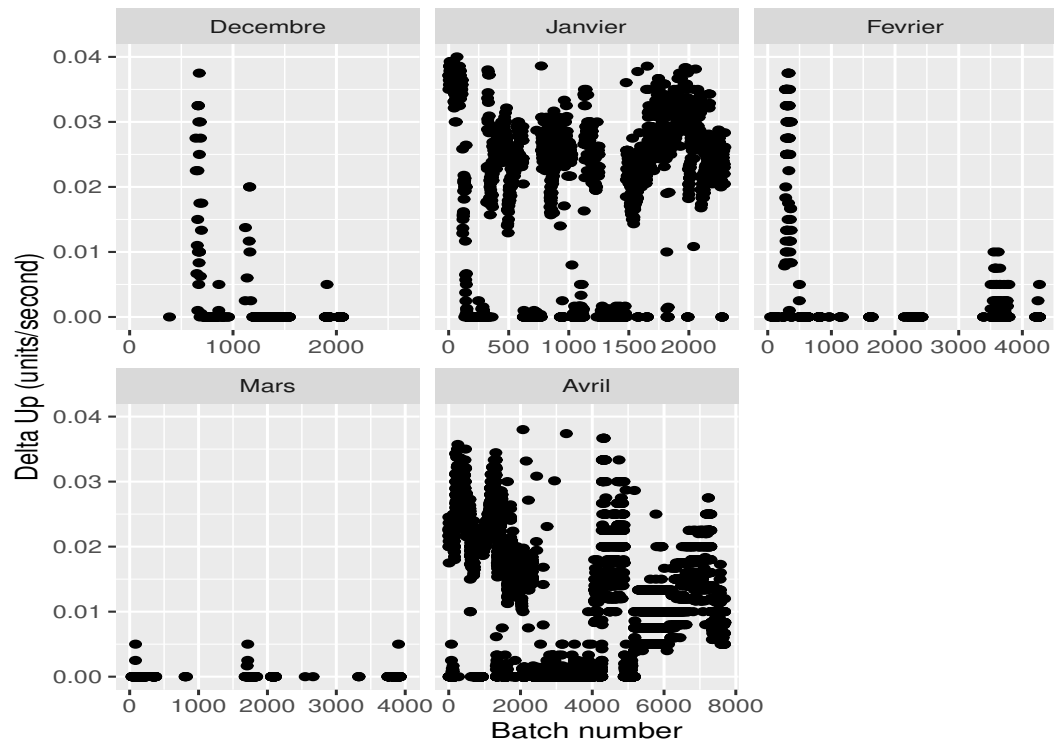 Decembre Janvier Fevrier
0.04
0.03
0.02
0.01
0.00
0 1000 2000 0 500 1000 1500 2000 0 1000 2000 3000 4000
Mars Avril
0.04
0.03
0.02
0.01
0.00
0 1000 2000 3000 4000 0 2000 4000 6000 8000
Batch number
Delta Up (units/second)